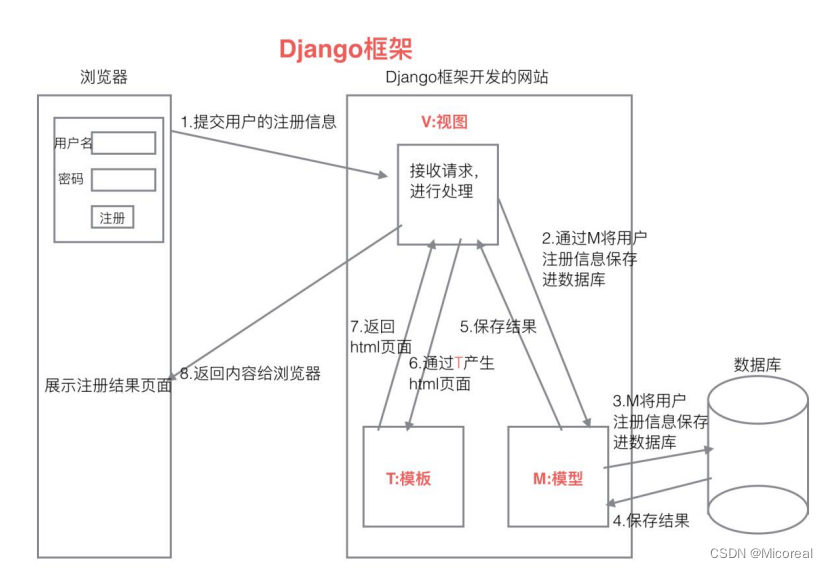 Django框架
浏览器
Django框架开发的网站
用户名
密码
注册
展示注册结果页面
1.提交用户的注册信息
V:视图
接收请求，
进行处理
2.通过M将用户
注册信息保存
进数据库
7.返回
html页面
5.保存结果
6.通过T产生
html页面
8.返回内容给浏览器
T:模板
M:模型
数据库
3.M将用户
注册信息保存
进数据库
4.保存结果
CSDN @Micoreal